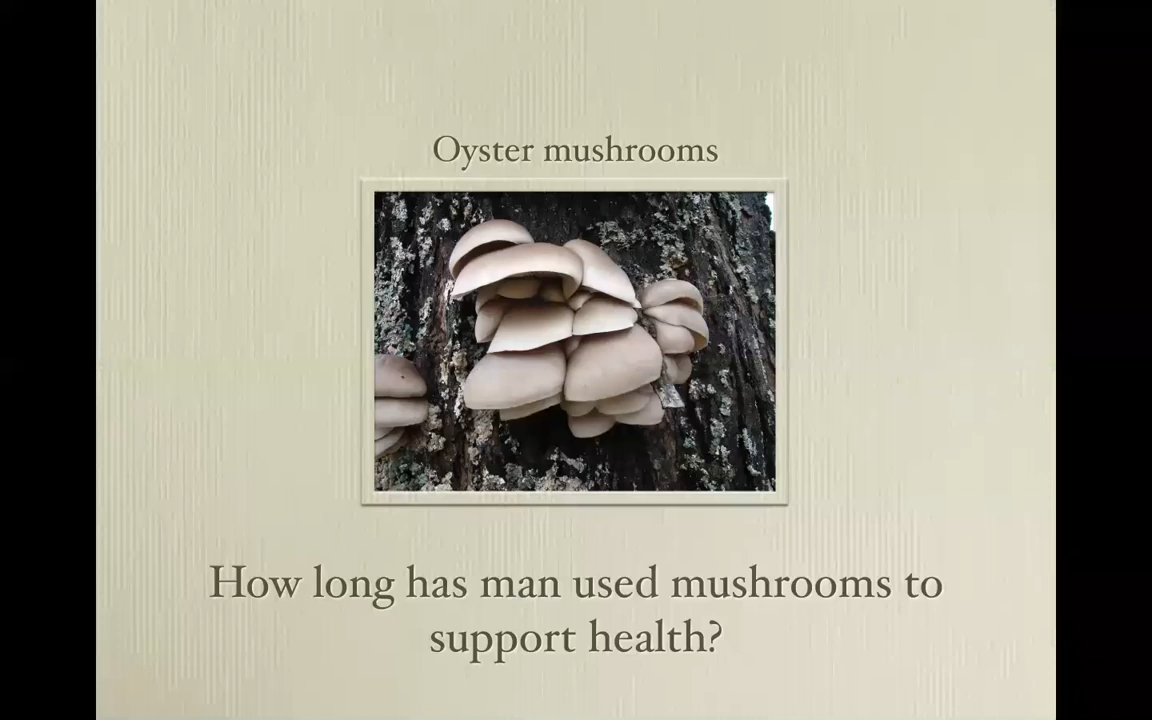 Oyster mushrooms
How long has man used mushrooms to
support health?